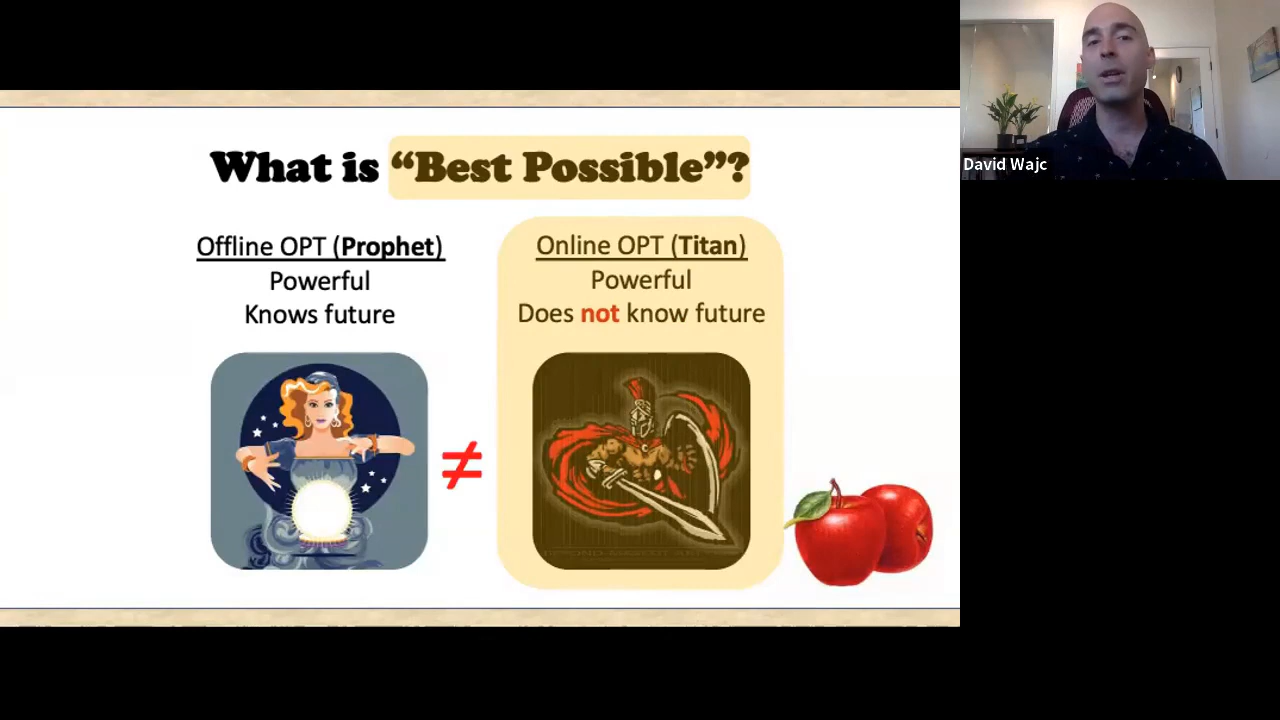 What is “Best Possible”?
Offline OPT (Prophet)
Powerful
Knows future
Online OPT (Titan)
Powerful
Does not know future
≠
David Wajc